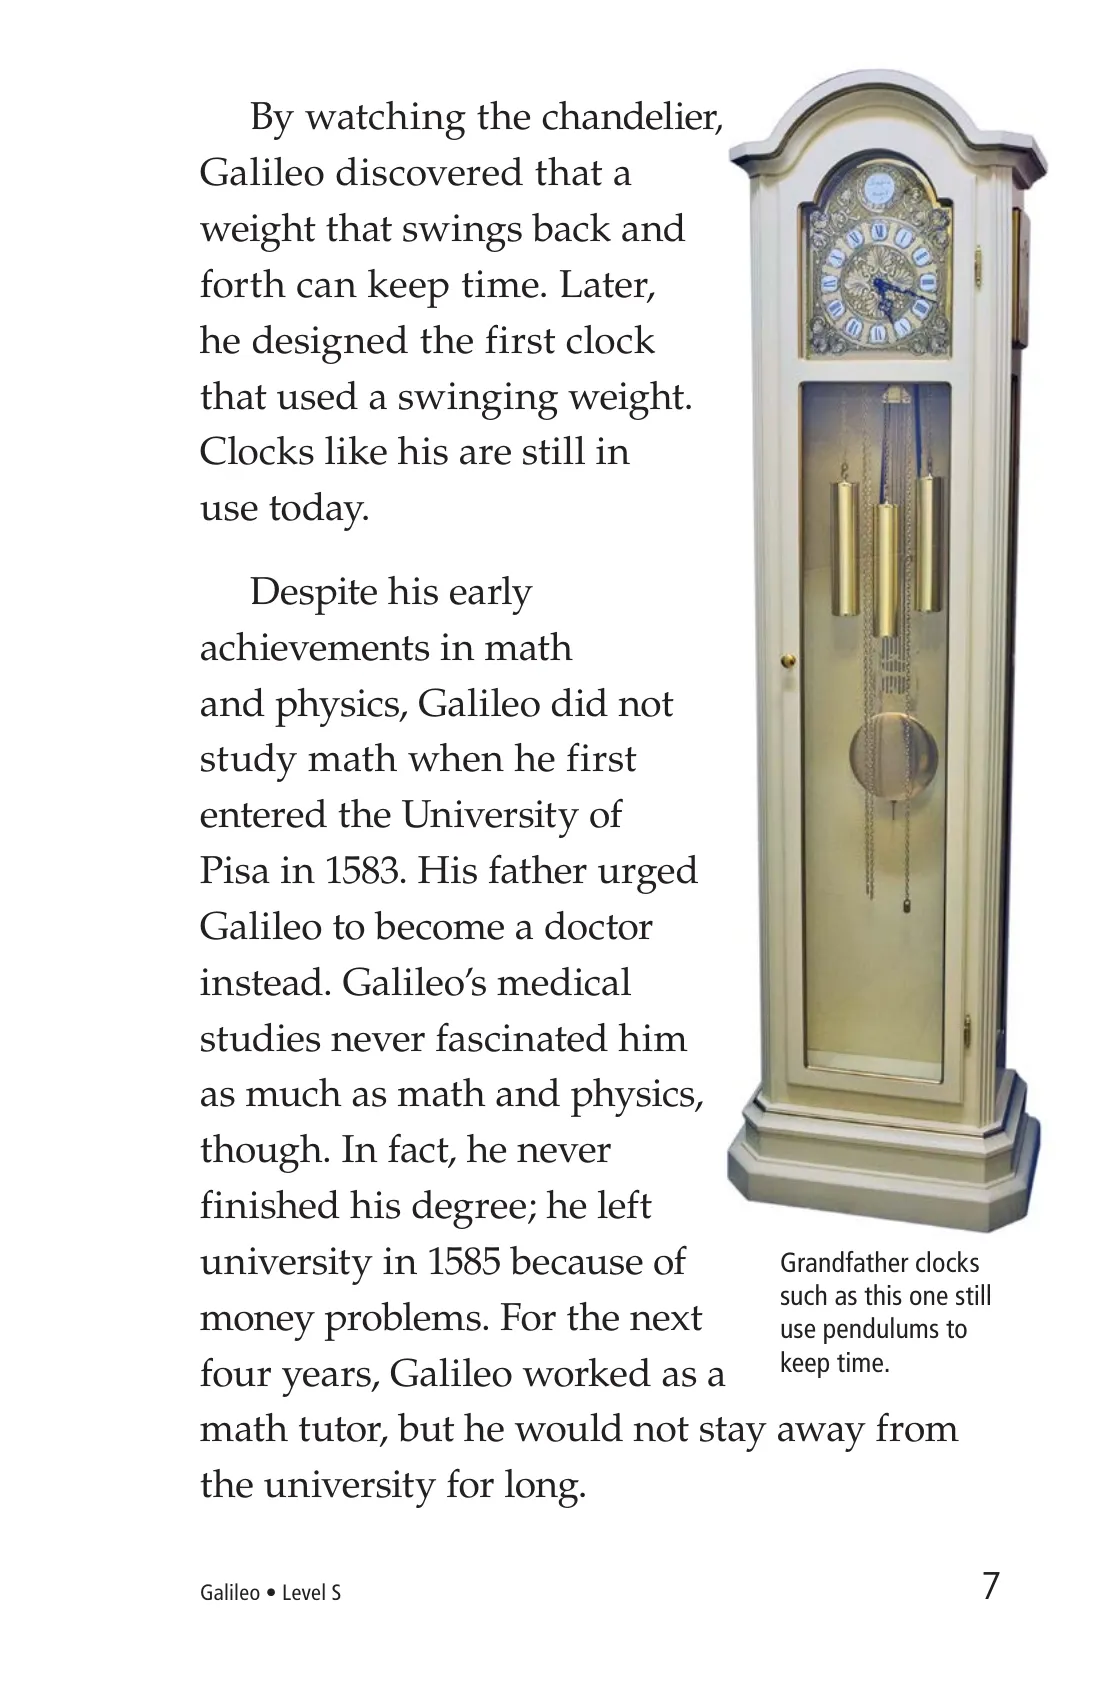 By watching the chandelier,
Galileo discovered that a
weight that swings back and
forth can keep time. Later,
he designed the first clock
that used a swinging weight.
Clocks like his are still in
use today.
Despite his early
achievements in math
and physics, Galileo did not
study math when he first
entered the University of
Pisa in 1583. His father urged
Galileo to become a doctor
instead. Galileo’s medical
studies never fascinated him
as much as math and physics,
though. In fact, he never
finished his degree; he left
university in 1585 because of
money problems. For the next
four years, Galileo worked as a
math tutor, but he would not stay away from
the university for long.
Grandfather clocks
such as this one still
use pendulums to
keep time.
Galileo • Level S
7